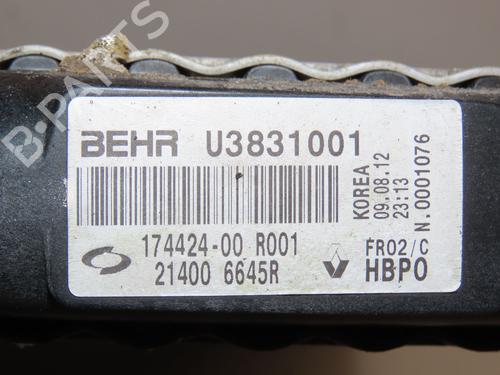 BEHR U3831001
174424-00 R001
21400 6645R
KOREA
09.08.12
23:13
N.0001076
FR02/C
HBPO
B-PARTS